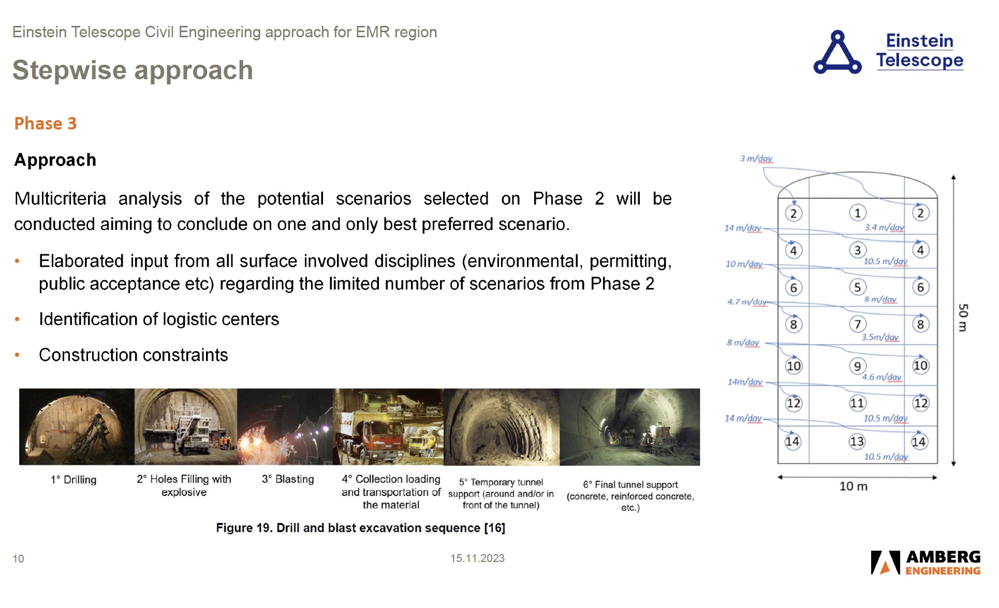 Einstein Telescope Civil Engineering approach for EMR region
Stepwise approach
Einstein
Telescope
Phase 3
Approach
Multicriteria analysis of the potential scenarios selected on Phase 2 will be
conducted aiming to conclude on one and only best preferred scenario.
• Elaborated input from all surface involved disciplines (environmental, permitting,
public acceptance etc) regarding the limited number of scenarios from Phase 2
• Identification of logistic centers
• Construction constraints
1° Drilling
2° Holes Filling with
explosive
3° Blasting
4° Collection loading
and transportation of
the material
5° Temporary tunnel
support (around and/or in
front of the tunnel)
6° Final tunnel support
(concrete, reinforced concrete,
etc.)
Figure 19. Drill and blast excavation sequence [16]
3 m/day
2 1 2
3.4 m/day
14 m/day
4 3 4
10.5 m/day
10 m/day
6 5 6
8 m/day
4.7 m/day
8 7 8
3.5m/day
8 m/day
10 9 10
4.6 m/day
14m/day
12 11 12
10.5 m/day
14 m/day
14 13 14
10.5 m/day
50 m
10 m
10
15.11.2023
AMBERG
ENGINEERING